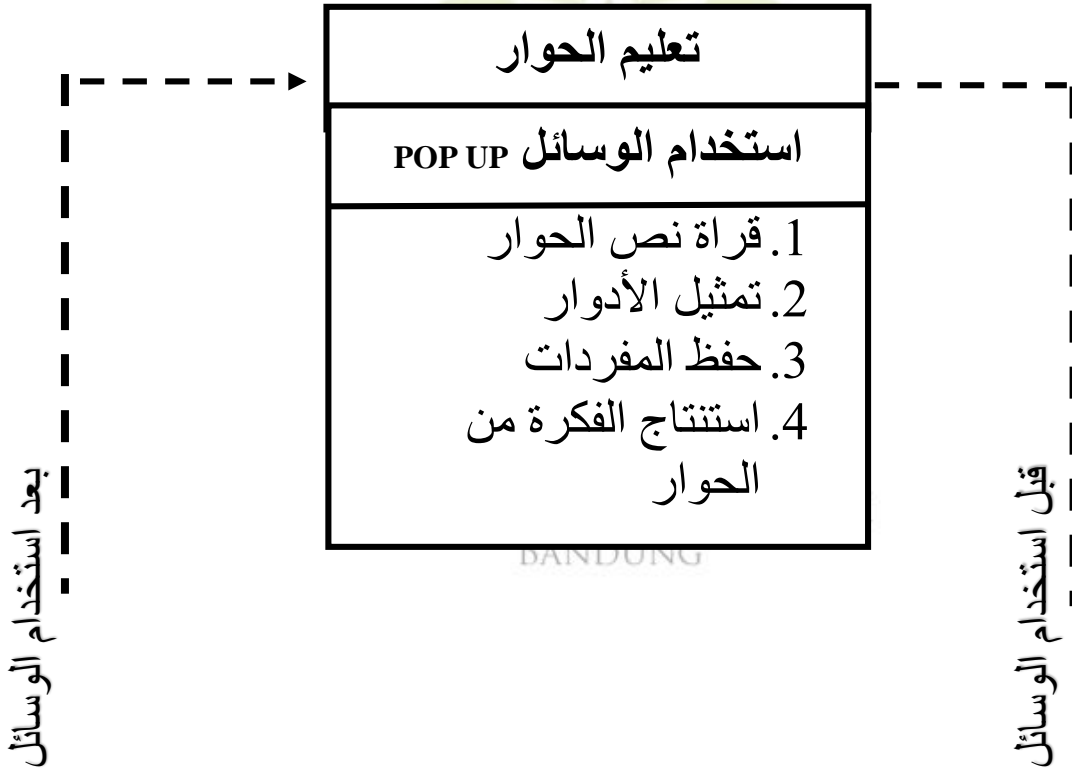 تعليم الحوار
استخدام الوسائل POP UP
1. قراة نص الحوار
2. تمثيل الأدوار
3. حفظ المفردات
4. استنتاج الفكرة من
الحوار
BANDUNG
قبل استخدام الوسائل
بعد استخدام الوسائل